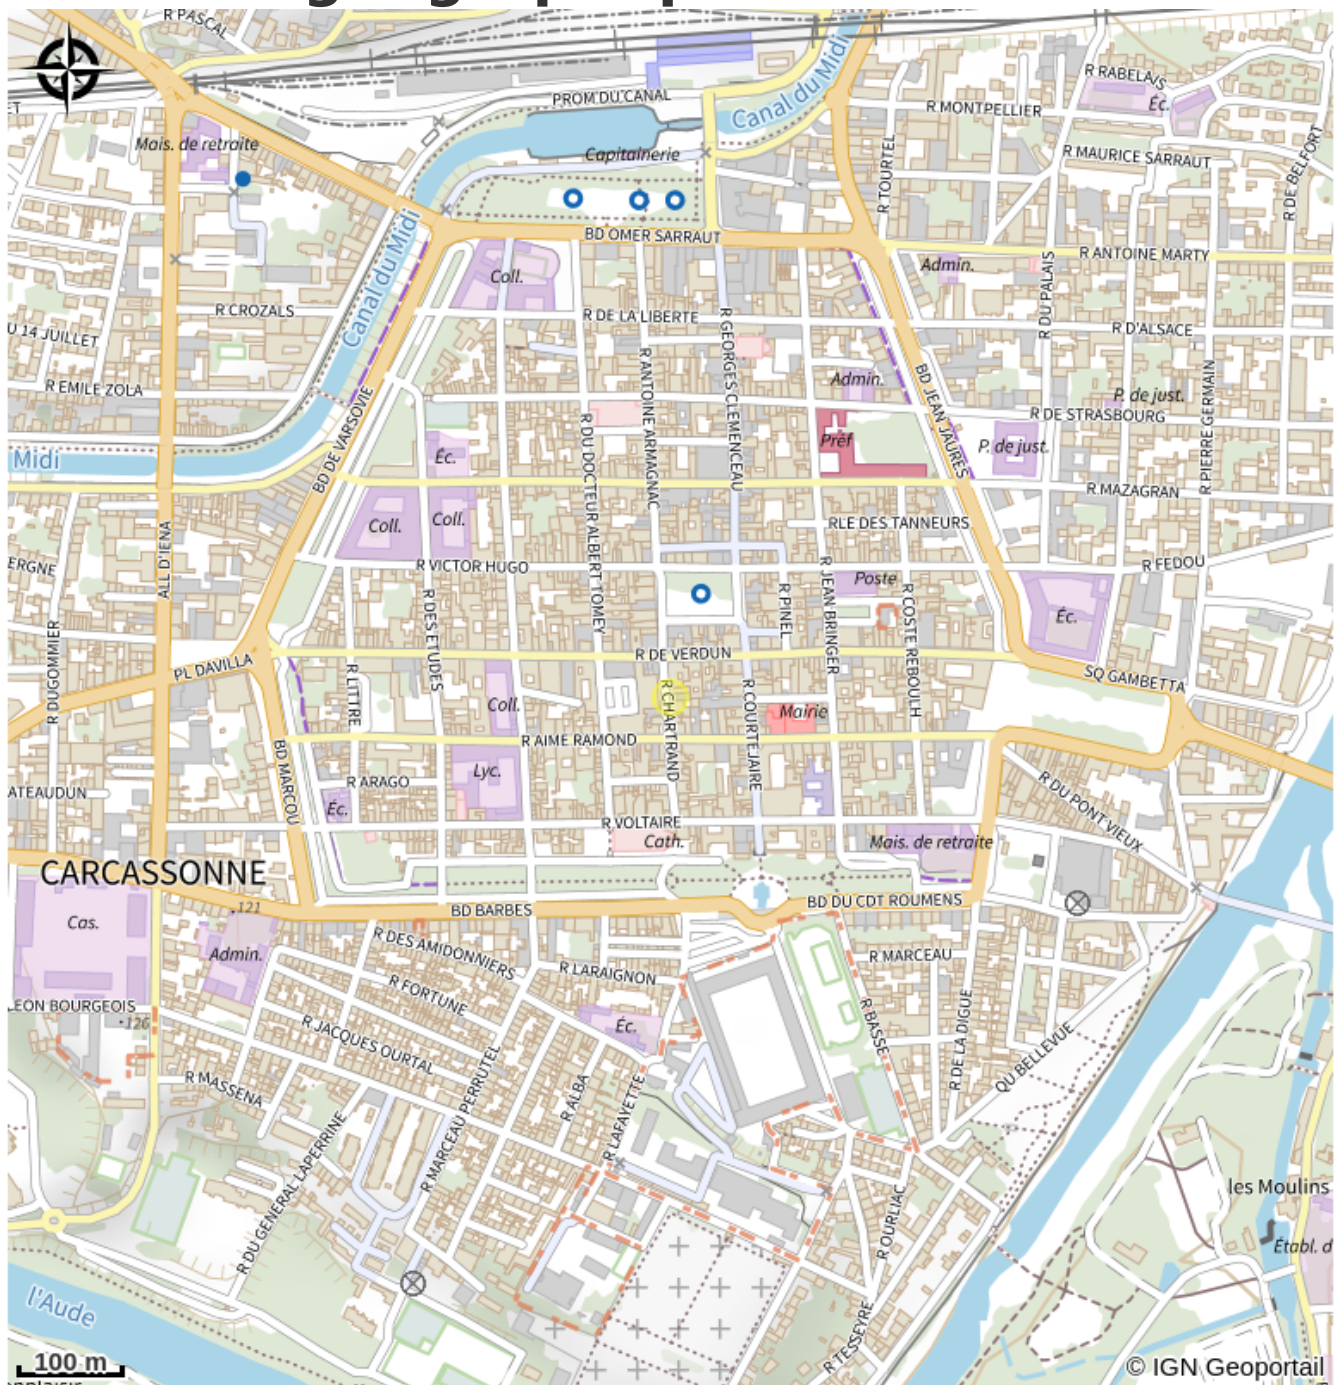 R PASCAL
PROM DU CANAL
Canal du Midi
R RABELAIS
Éc.
R MONTPELLIER
Mais. de retraite
Capitainerie
R TOURTEL
R MAURICE SARRAUT
R DE BELFORT
Canal du Midi
BD OMER SARRAUT
R ANTOINE MARTY
Coll.
Admin.
R DU PALAIS
R CROZALS
R DE LA LIBERTE
R GEORGES CLEMENCEAU
R D'ALSACE
U 14 JUILLET
R EMILE ZOLA
R ANTOINE ARMAGNAC
Admin.
BD JEAN JAURES
P. de just.
R DE STRASBOURG
R PIERRE GERMAIN
BD DE VARSOVIE
R DU DOCTEUR ALBERT TOMEY
Préf
P. de just.
Midi
Éc.
R MAZAGRAN
Coll.
Coll.
RLE DES TANNEURS
ALL D'IENA
ERGNE
R VICTOR HUGO
R FEDOU
Poste
R DES ETUDES
R PINEL
R JEAN BRINGER
R COSTE REBOULH
Éc.
R DUGOMMIER
PL DAVILLA
R LITTRE
R DE VERDUN
SQ GAMBETTA
Coll.
R CHARTRAND
R COURTEJAIRE
Mairie
BD MARCOU
R AIME RAMOND
Lyc.
R ARAGO
R DU PONT VIEUX
ATEAUDUN
Éc.
R VOLTAIRE
Cath.
Mais. de retraite
CARCASSONNE
121
BD BARBES
BD DU CDT ROUMENS
Cas.
Admin.
R DES AMIDONNIERS
R LARAIGNON
R MARCEAU
R FORTUNE
EON BOURGEOIS
126
R JACQUES OURTAL
Éc.
R BASSE
R DE LA DIGUE
QU BELLEVUE
R MASSENA
R MARCEAU PERRUTEL
R ALBA
R LAFAYETTE
R DU GENERAL LAPERRINE
R OURLIAC
les Moulins
Établ. d
l'Aude
R TESSEYRE
100 m
© IGN Geoportail